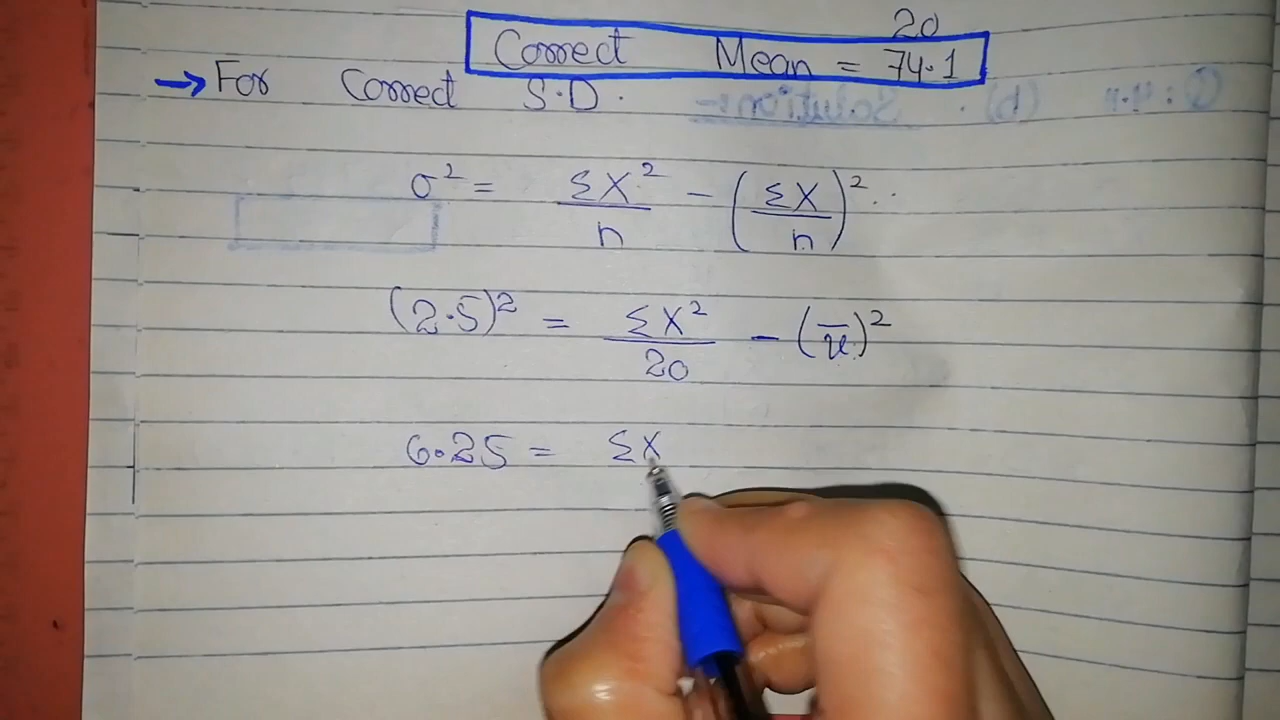 20
Correct Mean = 74.1
→ For Correct S.D.
σ² = ΣX²/n - (ΣX/n)²
(2.5)² = ΣX²/20 - (x̄)²
6.25 = ΣX